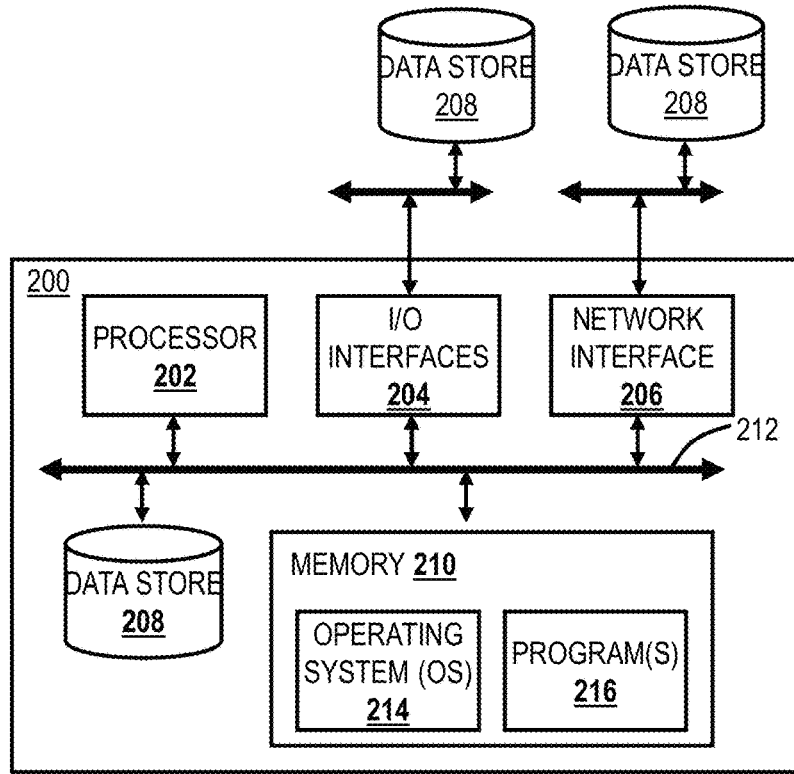 DATA STORE
208
DATA STORE
208
200
PROCESSOR
202
I/O
INTERFACES
204
NETWORK
INTERFACE
206
212
DATA STORE
208
MEMORY 210
OPERATING
SYSTEM (OS)
214
PROGRAM(S)
216